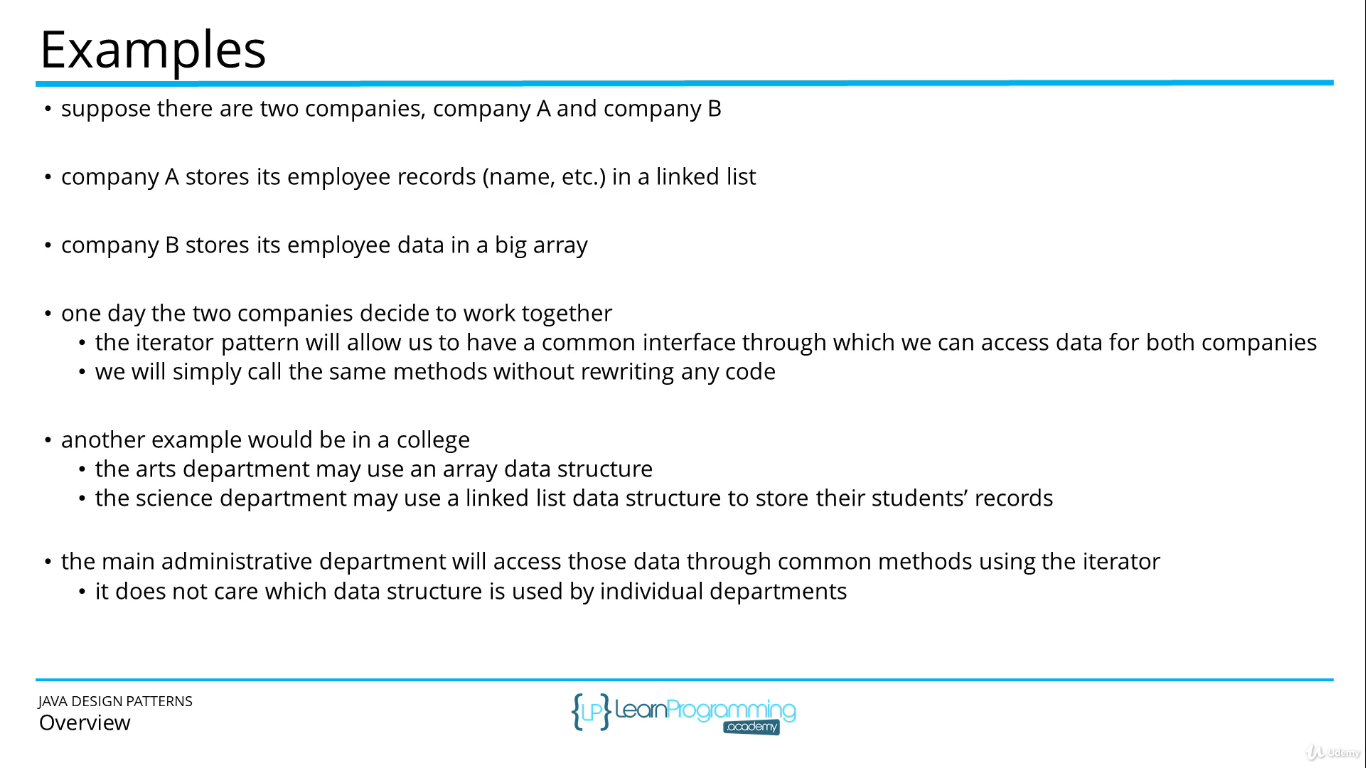 Examples
• suppose there are two companies, company A and company B
• company A stores its employee records (name, etc.) in a linked list
• company B stores its employee data in a big array
• one day the two companies decide to work together
• the iterator pattern will allow us to have a common interface through which we can access data for both companies
• we will simply call the same methods without rewriting any code
• another example would be in a college
• the arts department may use an array data structure
• the science department may use a linked list data structure to store their students’ records
• the main administrative department will access those data through common methods using the iterator
• it does not care which data structure is used by individual departments
JAVA DESIGN PATTERNS
Overview
{LP} LearnProgramming
.academy
Udemy